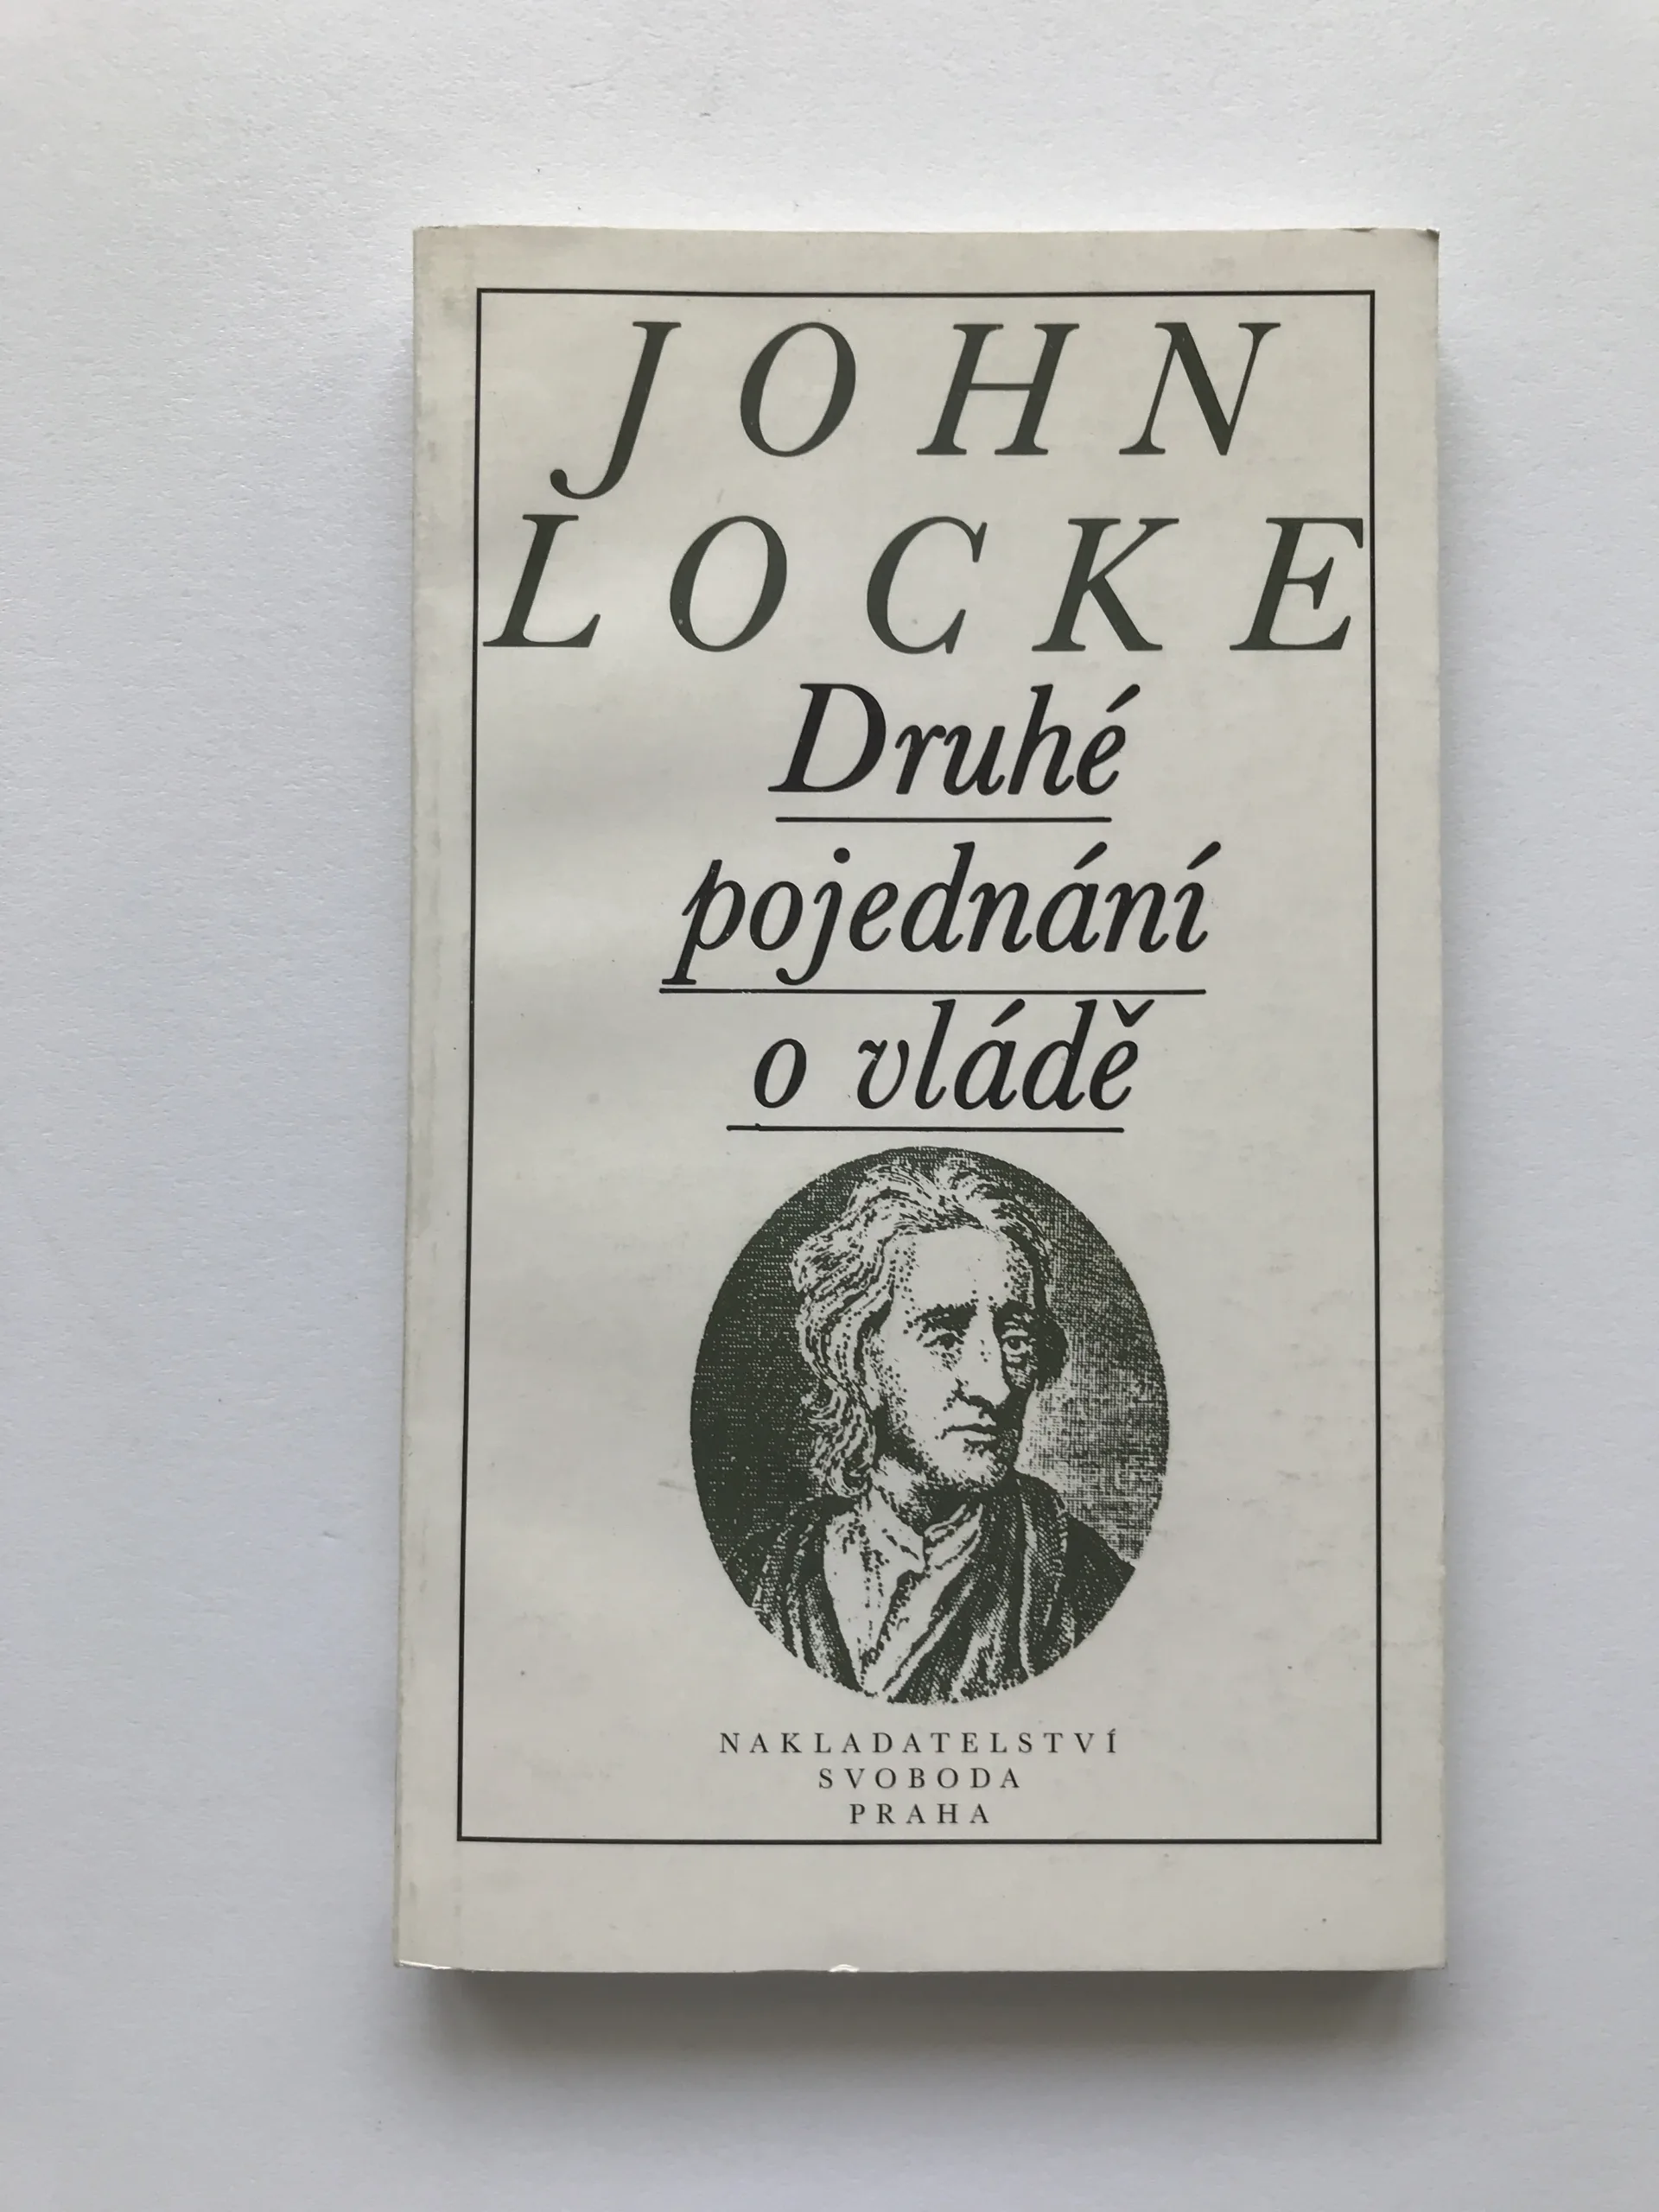 JOHN
LOCKE
Druhé
pojednání
o vládě
NAKLADATELSTVÍ
SVOBODA
PRAHA